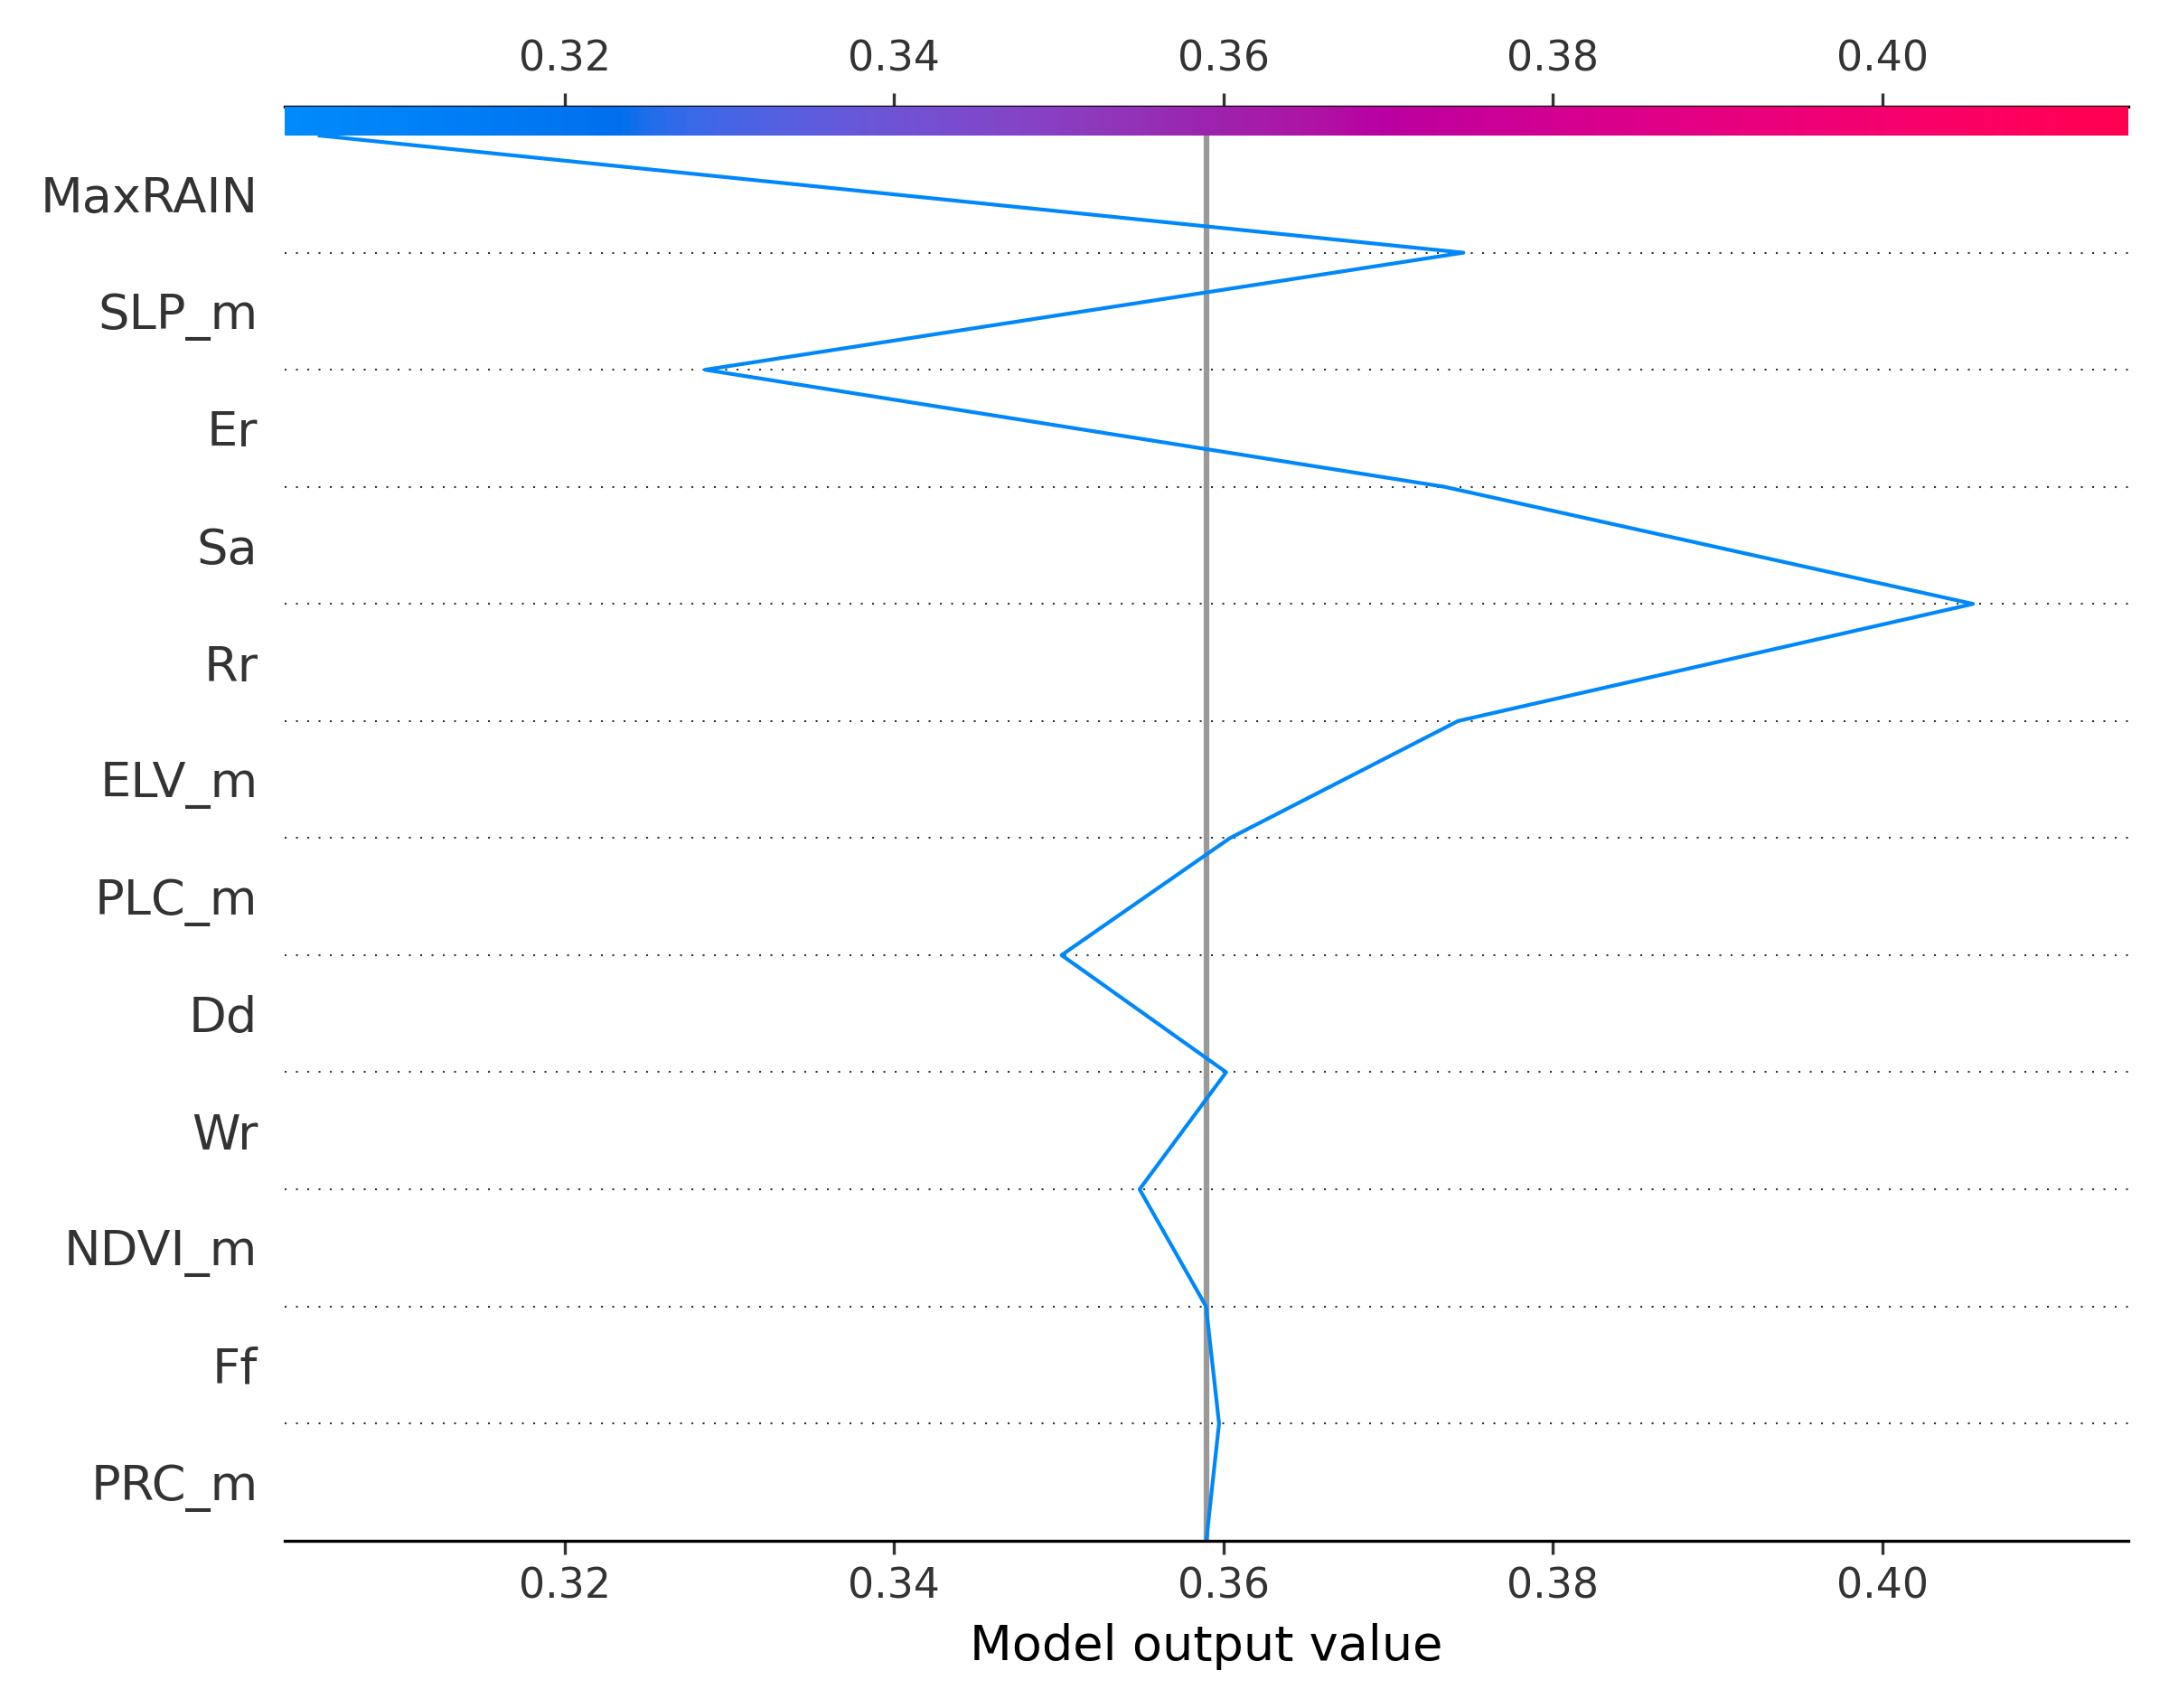 0.32 0.34 0.36 0.38 0.40
MaxRAIN
SLP_m
Er
Sa
Rr
ELV_m
PLC_m
Dd
Wr
NDVI_m
Ff
PRC_m
0.32 0.34 0.36 0.38 0.40
Model output value